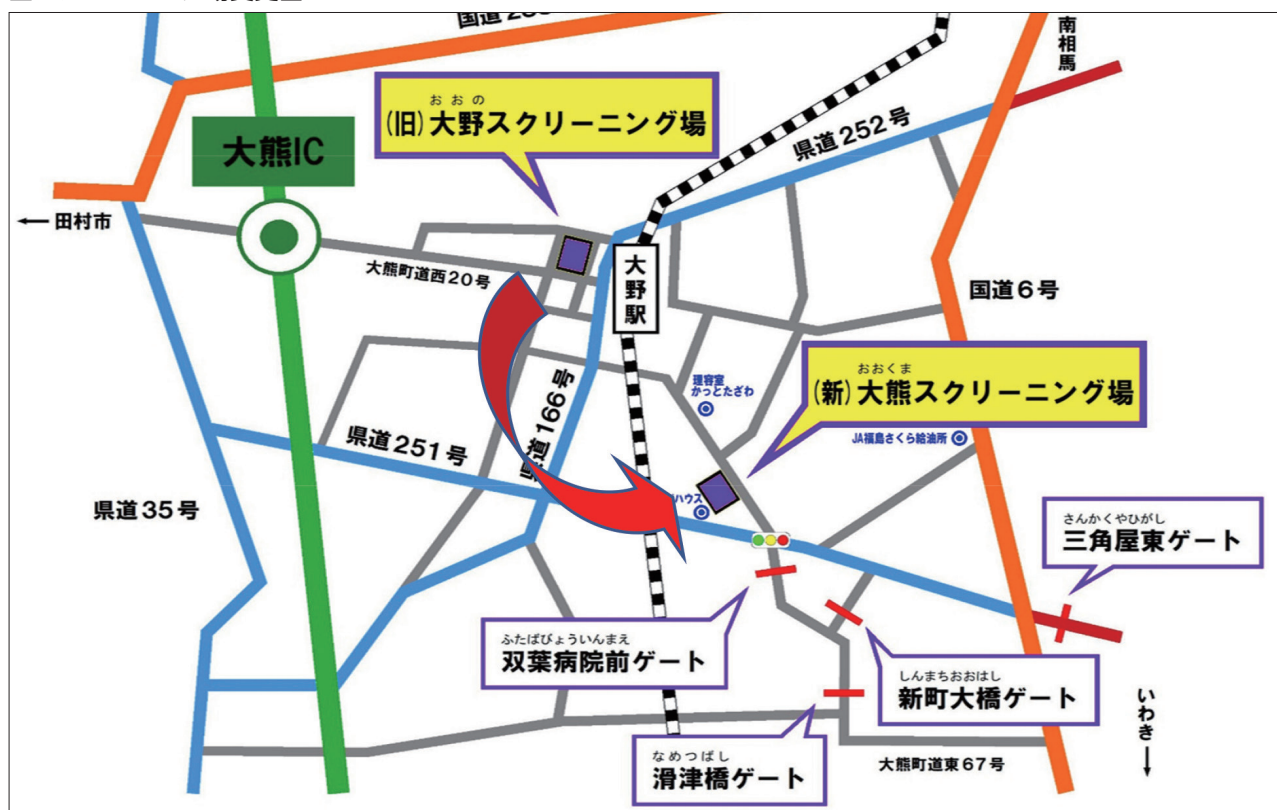 南相馬
おおの
(旧)大野スクリーニング場
県道252号
大熊IC
← 田村市
大熊町道西20号
大野駅
国道6号
おおくま
(新)大熊スクリーニング場
理容室
かっとたざわ
JA福島さくら給油所
県道166号
県道251号
ハウス
県道35号
さんかくやひがし
三角屋東ゲート
ふたばびょういんまえ
双葉病院前ゲート
しんまちおおはし
新町大橋ゲート
いわき
↓
なめつばし
滑津橋ゲート
大熊町道東67号